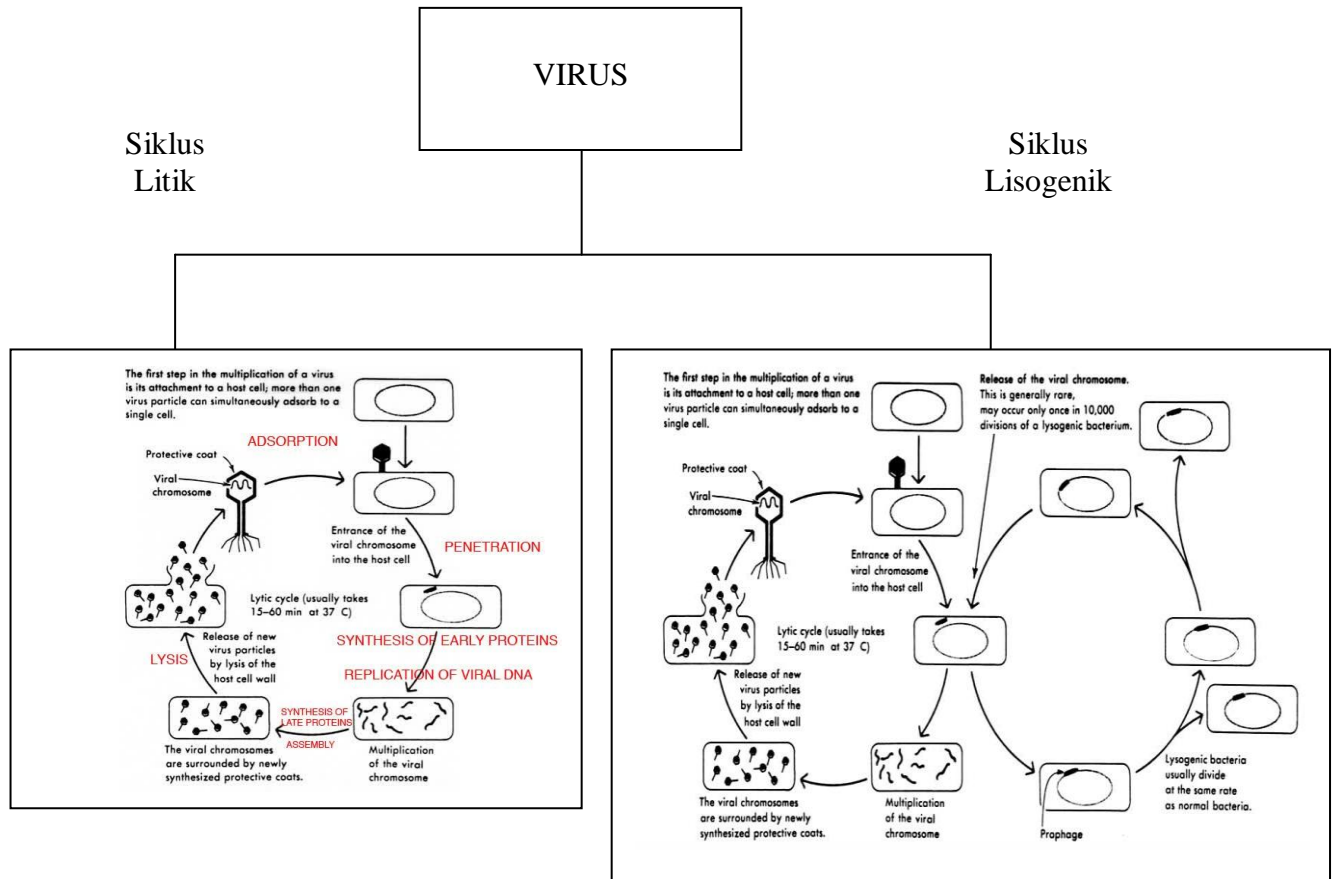 VIRUS
Siklus
Litik
Siklus
Lisogenik
The first step in the multiplication of a virus
is its attachment to a host cell; more than one
virus particle can simultaneously adsorb to a
single cell.
ADSORPTION
Protective coat
Viral
chromosome
Entrance of the
viral chromosome
into the host cell
PENETRATION
Lytic cycle (usually takes
15–60 min at 37 C)
SYNTHESIS OF EARLY PROTEINS
Release of new
virus particles
by lysis of the
host cell wall
LYSIS
REPLICATION OF VIRAL DNA
SYNTHESIS OF
LATE PROTEINS
ASSEMBLY
The viral chromosomes
are surrounded by newly
synthesized protective coats.
Multiplication
of the viral
chromosome
The first step in the multiplication of a virus
is its attachment to a host cell; more than one
virus particle can simultaneously adsorb to a
single cell.
Release of the viral chromosome.
This is generally rare,
may occur only once in 10,000
divisions of a lysogenic bacterium.
Protective coat
Viral
chromosome
Entrance of the
viral chromosome
into the host cell
Lytic cycle (usually takes
15–60 min at 37 C)
Release of new
virus particles
by lysis of the
host cell wall
The viral chromosomes
are surrounded by newly
synthesized protective coats.
Multiplication
of the viral
chromosome
Lysogenic bacteria
usually divide
at the same rate
as normal bacteria.
Prophage